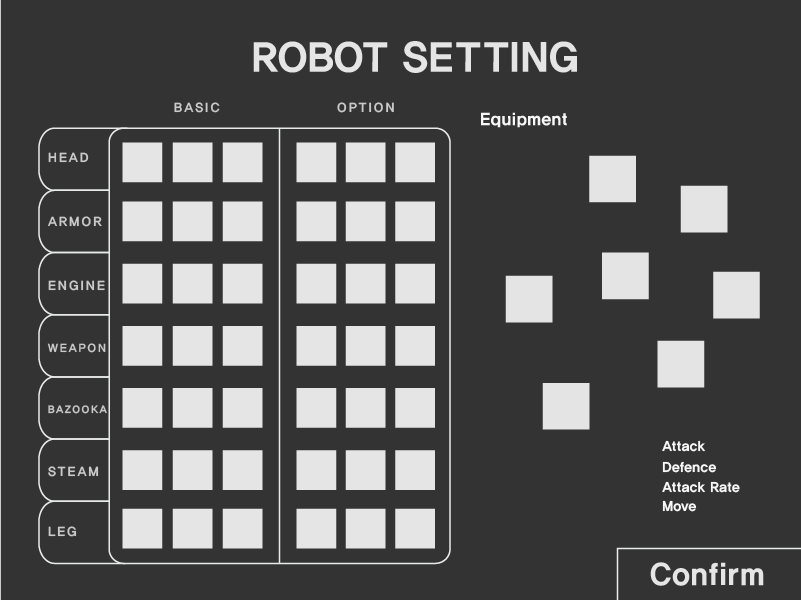 ROBOT SETTING
BASIC
OPTION
Equipment
HEAD
ARMOR
ENGINE
WEAPON
BAZOOKA
STEAM
LEG
Attack
Defence
Attack Rate
Move
Confirm